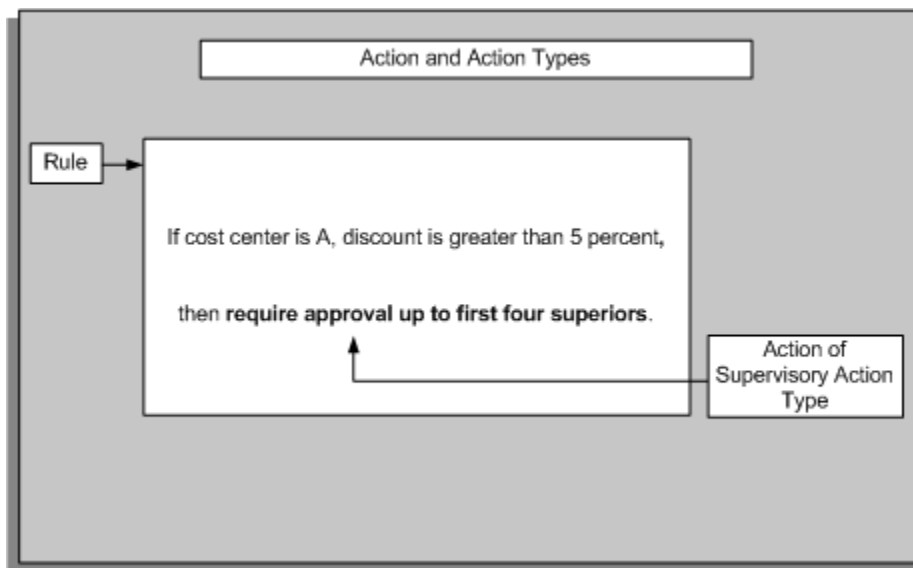 Action and Action Types
Rule
If cost center is A, discount is greater than 5 percent,
then require approval up to first four superiors.
Action of
Supervisory Action
Type